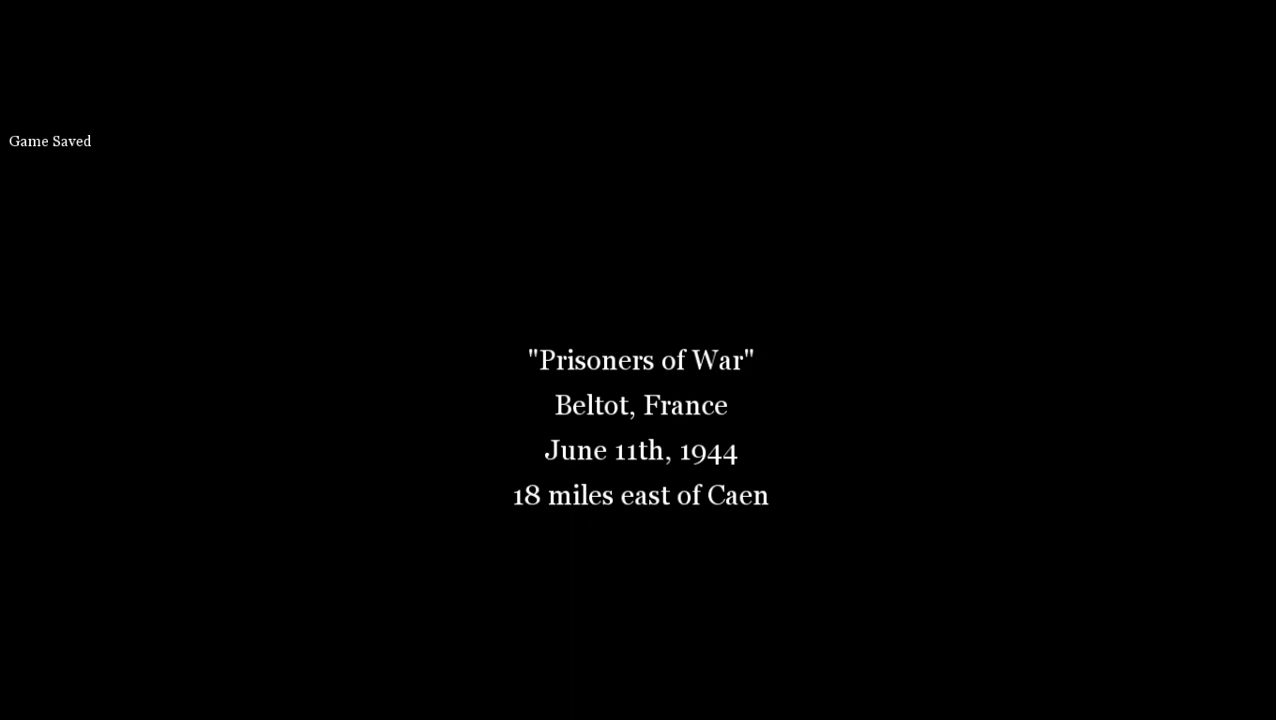 Game Saved
"Prisoners of War"
Beltot, France
June 11th, 1944
18 miles east of Caen